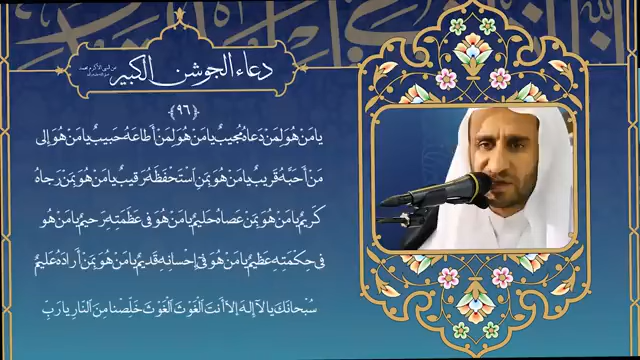 دعاء الجوشن الكبير
﴿٩٦﴾
يا مَنْ هُوَ لِمَنْ دَعاهُ مُجيبٌ يا مَنْ هُوَ لِمَنْ أَطاعَهُ حَبيبٌ يا مَنْ هُوَ إِلى
مَنْ أَحَبَّهُ قَريبٌ يا مَنْ هُوَ بِمَنِ اسْتَحْفَظَهُ رَقيبٌ يا مَنْ هُوَ بِمَنْ رَجاهُ
كَريمٌ يا مَنْ هُوَ بِمَنْ عَصاهُ حَليمٌ يا مَنْ هُوَ في عَظَمَتِهِ رَحيمٌ يا مَنْ هُو
في حِكْمَتِهِ عَظيمٌ يا مَنْ هُوَ في إِحْسانِهِ قَديمٌ يا مَنْ هُوَ بِمَنْ أَرادَهُ عَليمٌ
سُبْحانَكَ يا لا إِلهَ إِلاّ أَنتَ الْغَوْثَ الْغَوْثَ خَلِّصْنا مِنَ النّارِ يا رَبِّ